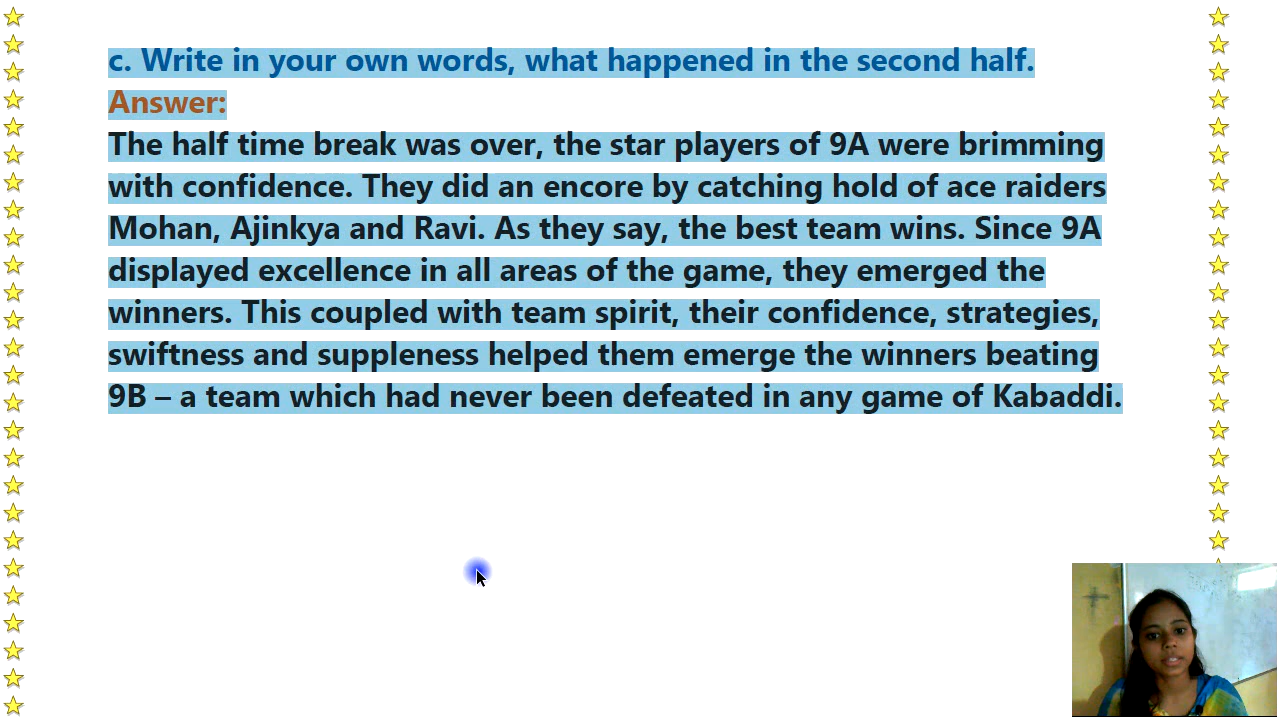 c. Write in your own words, what happened in the second half.
Answer:
The half time break was over, the star players of 9A were brimming
with confidence. They did an encore by catching hold of ace raiders
Mohan, Ajinkya and Ravi. As they say, the best team wins. Since 9A
displayed excellence in all areas of the game, they emerged the
winners. This coupled with team spirit, their confidence, strategies,
swiftness and suppleness helped them emerge the winners beating
9B – a team which had never been defeated in any game of Kabaddi.